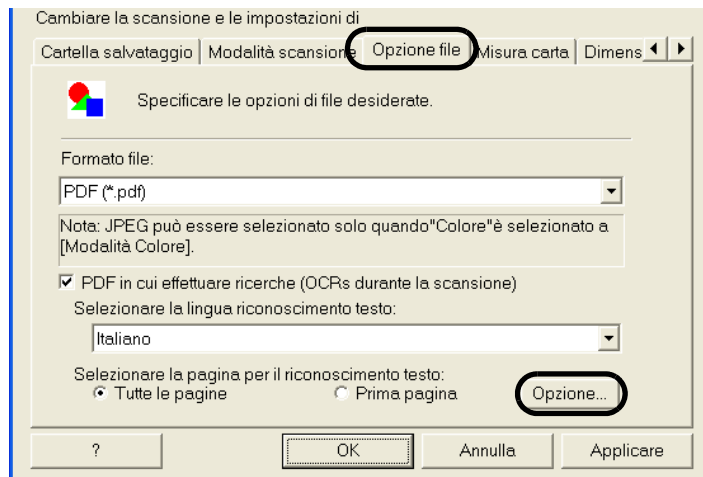 Cambiare la scansione e le impostazioni di
Cartella salvataggio Modalità scansione Opzione file Misura carta Dimens
Specificare le opzioni di file desiderate.
Formato file:
PDF (*.pdf)
Nota: JPEG può essere selezionato solo quando"Colore"è selezionato a
[Modalità Colore].
PDF in cui effettuare ricerche (OCRs durante la scansione)
Selezionare la lingua riconoscimento testo:
Italiano
Selezionare la pagina per il riconoscimento testo:
Tutte le pagine Prima pagina Opzione...
? OK Annulla Applicare